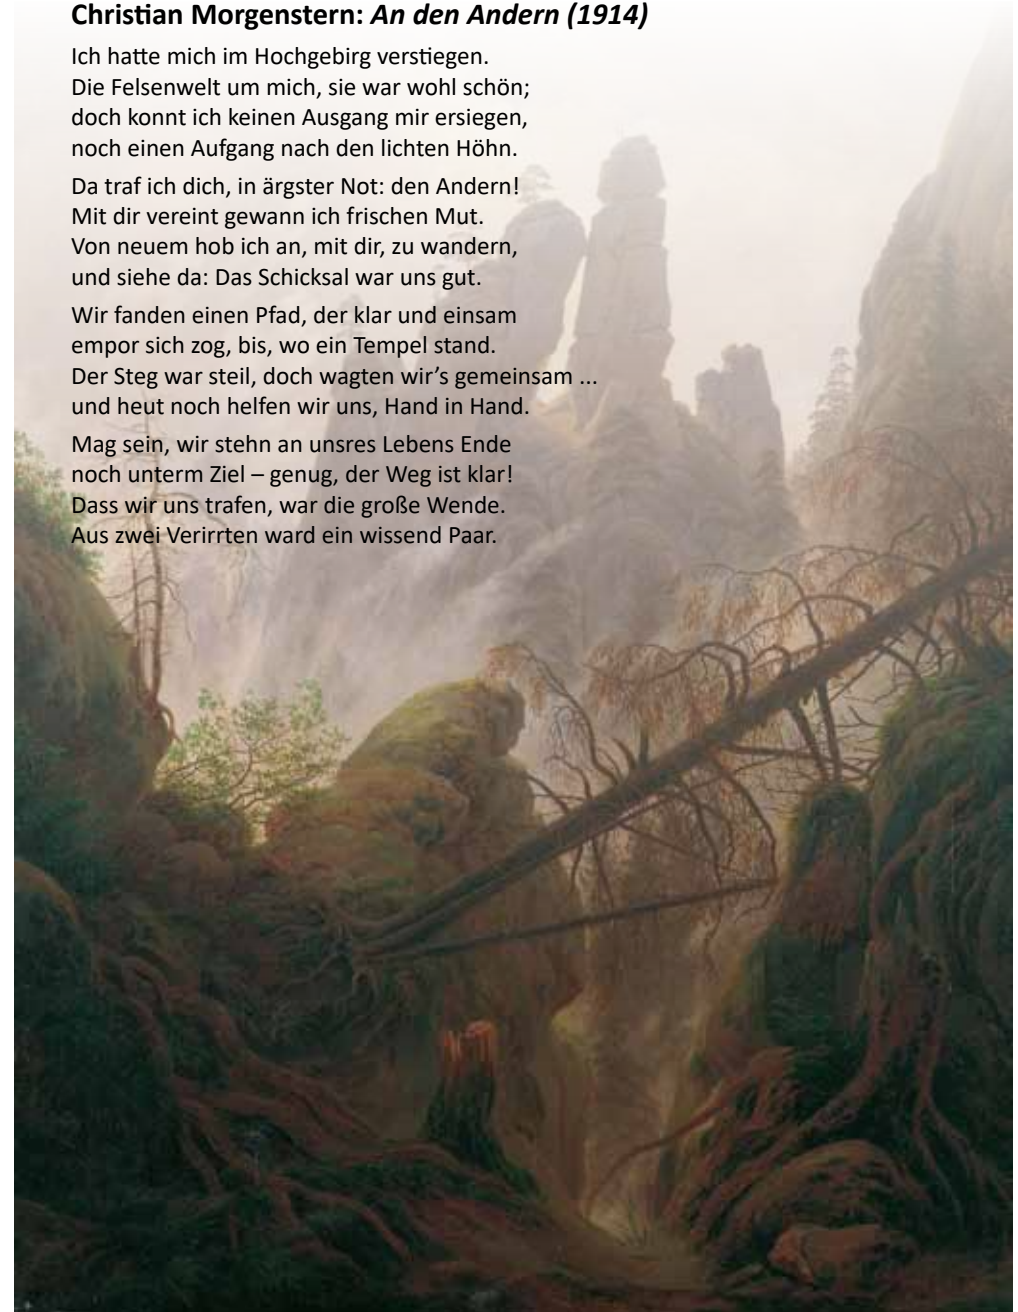 Christian Morgenstern: An den Andern (1914)
Ich hatte mich im Hochgebirg verstiegen.
Die Felsenwelt um mich, sie war wohl schön;
doch konnt ich keinen Ausgang mir ersiegen,
noch einen Aufgang nach den lichten Höhn.
Da traf ich dich, in ärgster Not: den Andern!
Mit dir vereint gewann ich frischen Mut.
Von neuem hob ich an, mit dir, zu wandern,
und siehe da: Das Schicksal war uns gut.
Wir fanden einen Pfad, der klar und einsam
empor sich zog, bis, wo ein Tempel stand.
Der Steg war steil, doch wagten wir’s gemeinsam ...
und heut noch helfen wir uns, Hand in Hand.
Mag sein, wir stehn an unsres Lebens Ende
noch unterm Ziel – genug, der Weg ist klar!
Dass wir uns trafen, war die große Wende.
Aus zwei Verirrten ward ein wissend Paar.